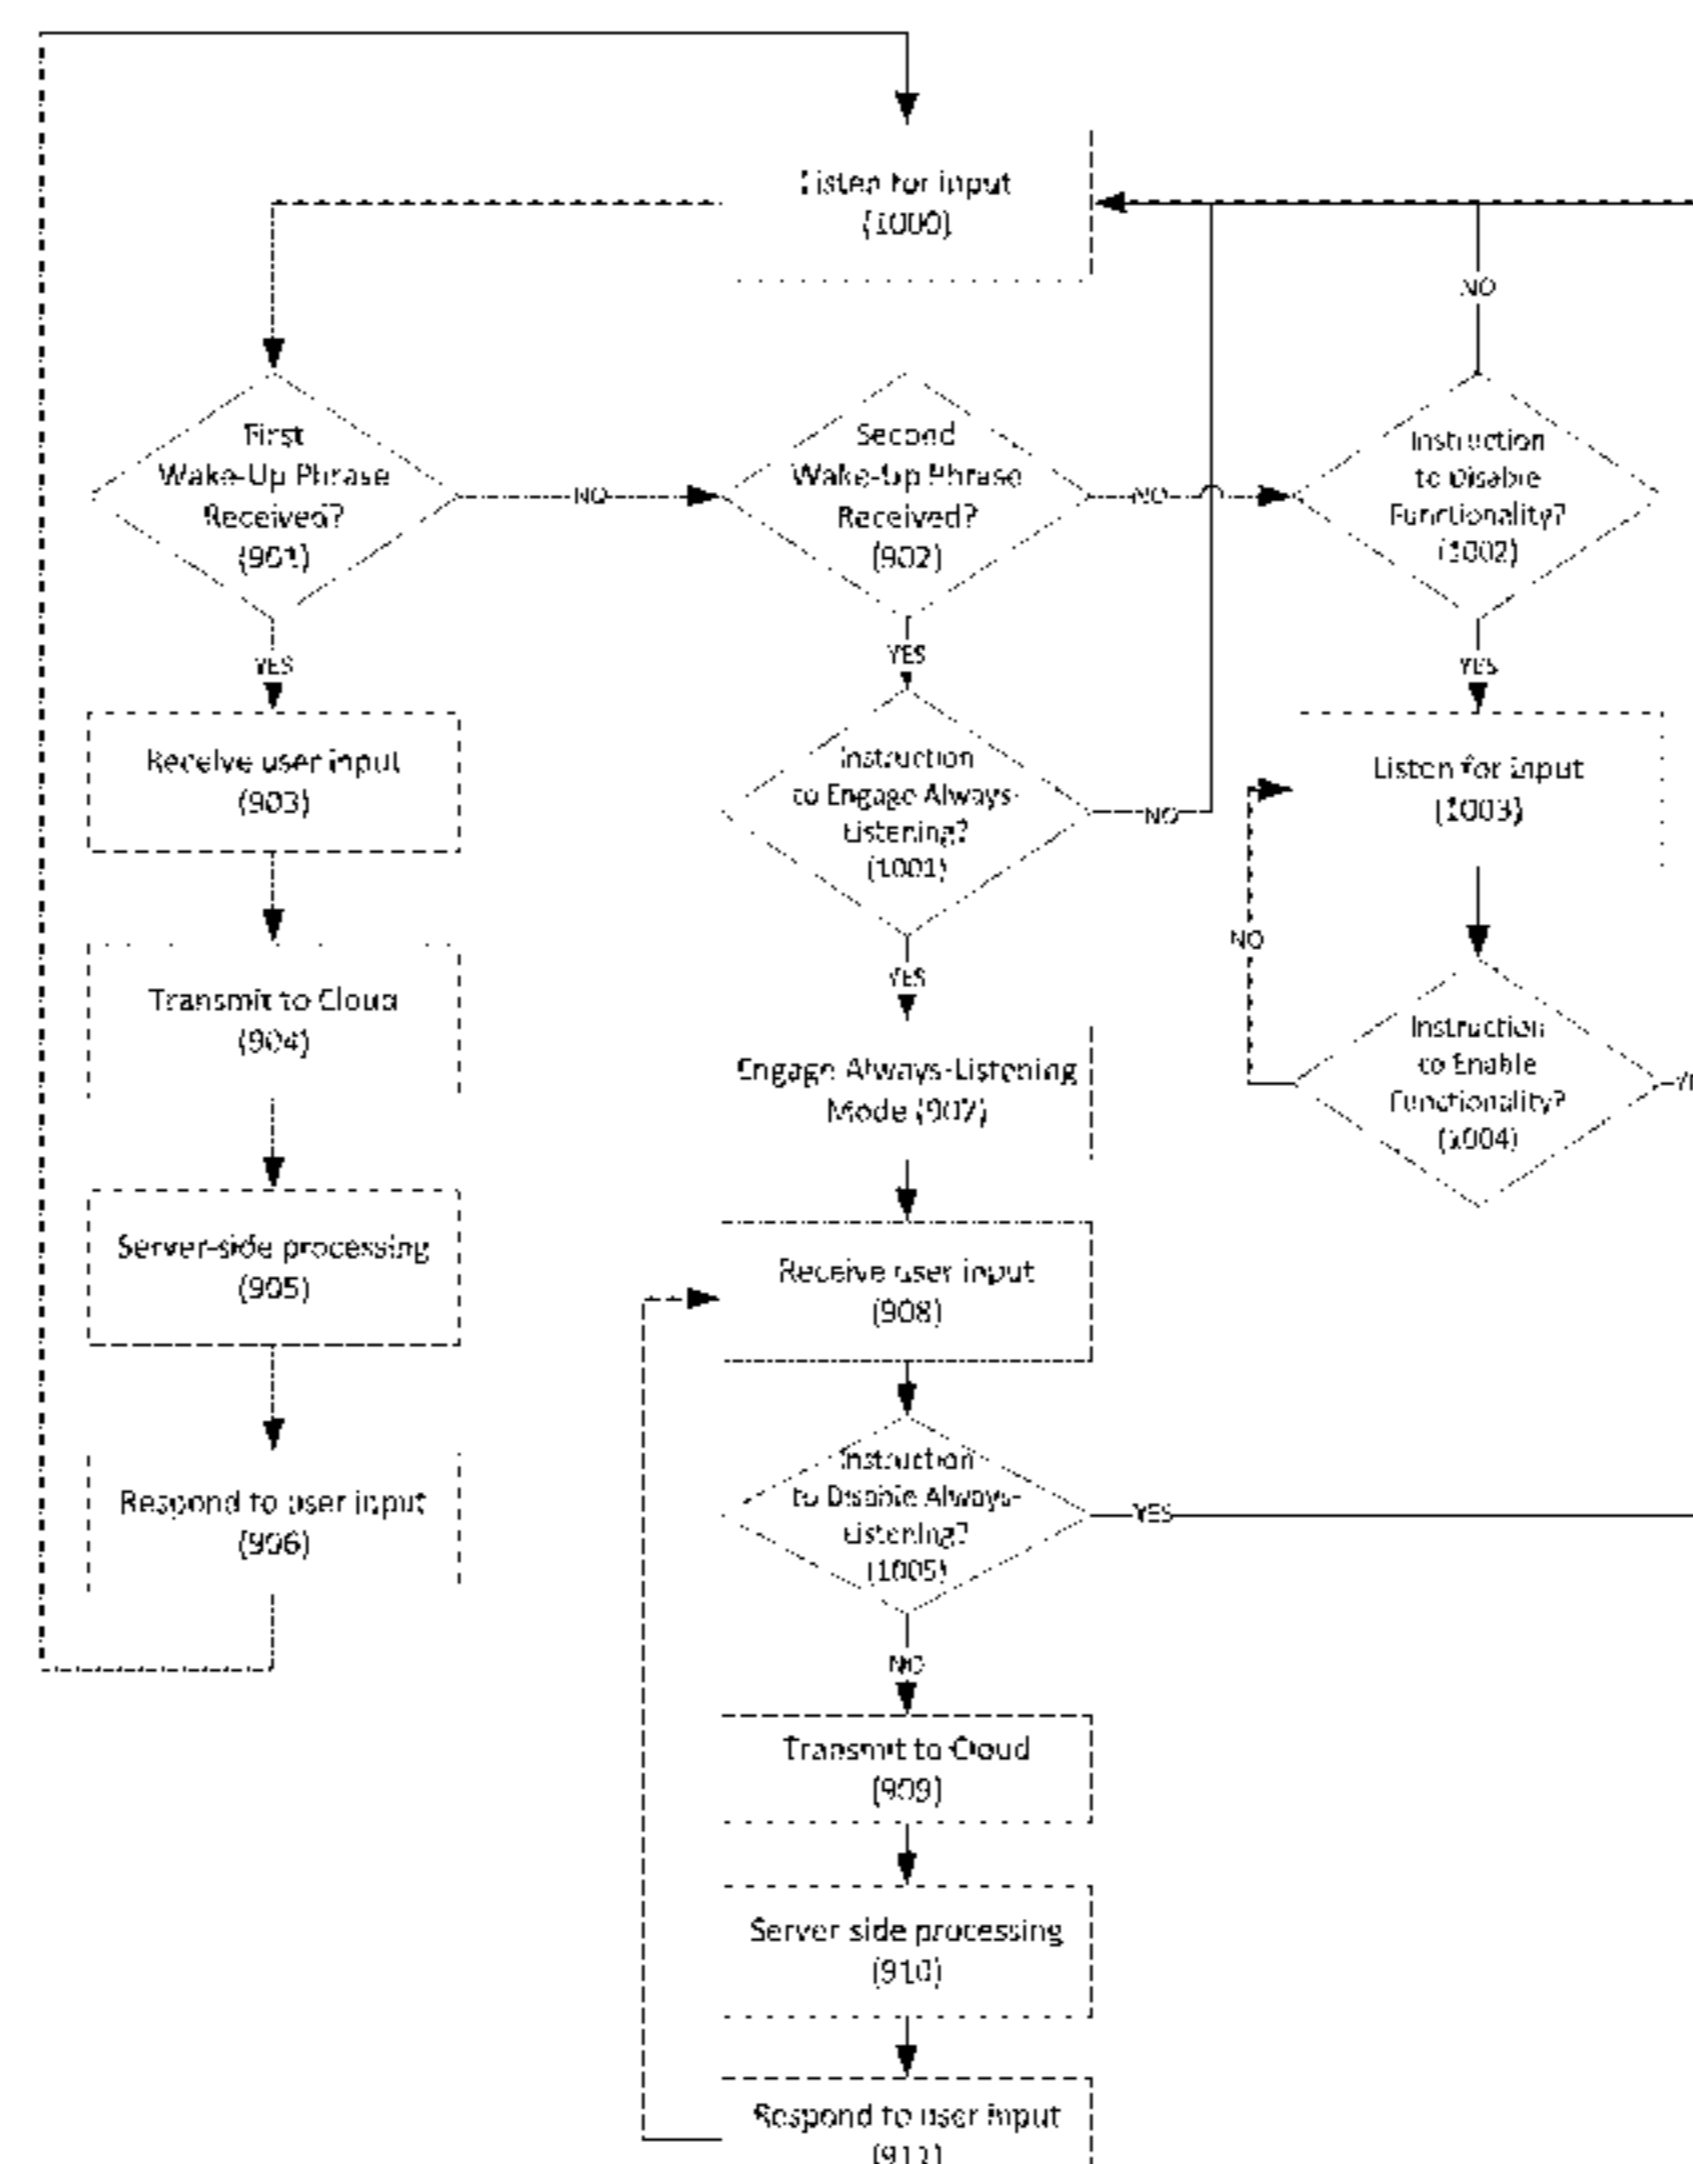 Listen for input
(1000)
NO
First
Wake-Up Phrase
Received?
(901)
NO
Second
Wake-Up Phrase
Received?
(902)
NO
Instruction
to Disable
Functionality?
(1002)
YES
YES
YES
Receive user input
(903)
Instruction
to Engage Always-
Listening?
(1001)
NO
Listen for input
(1003)
NO
YES
Transmit to Cloud
(904)
Engage Always-Listening
Mode (907)
Instruction
to Enable
Functionality?
(1004)
Server-side processing
(905)
Receive user input
(908)
Respond to user input
(906)
Instruction
to Disable Always-
Listening?
(1005)
YES
NO
Transmit to Cloud
(909)
Server side processing
(910)
Respond to user input